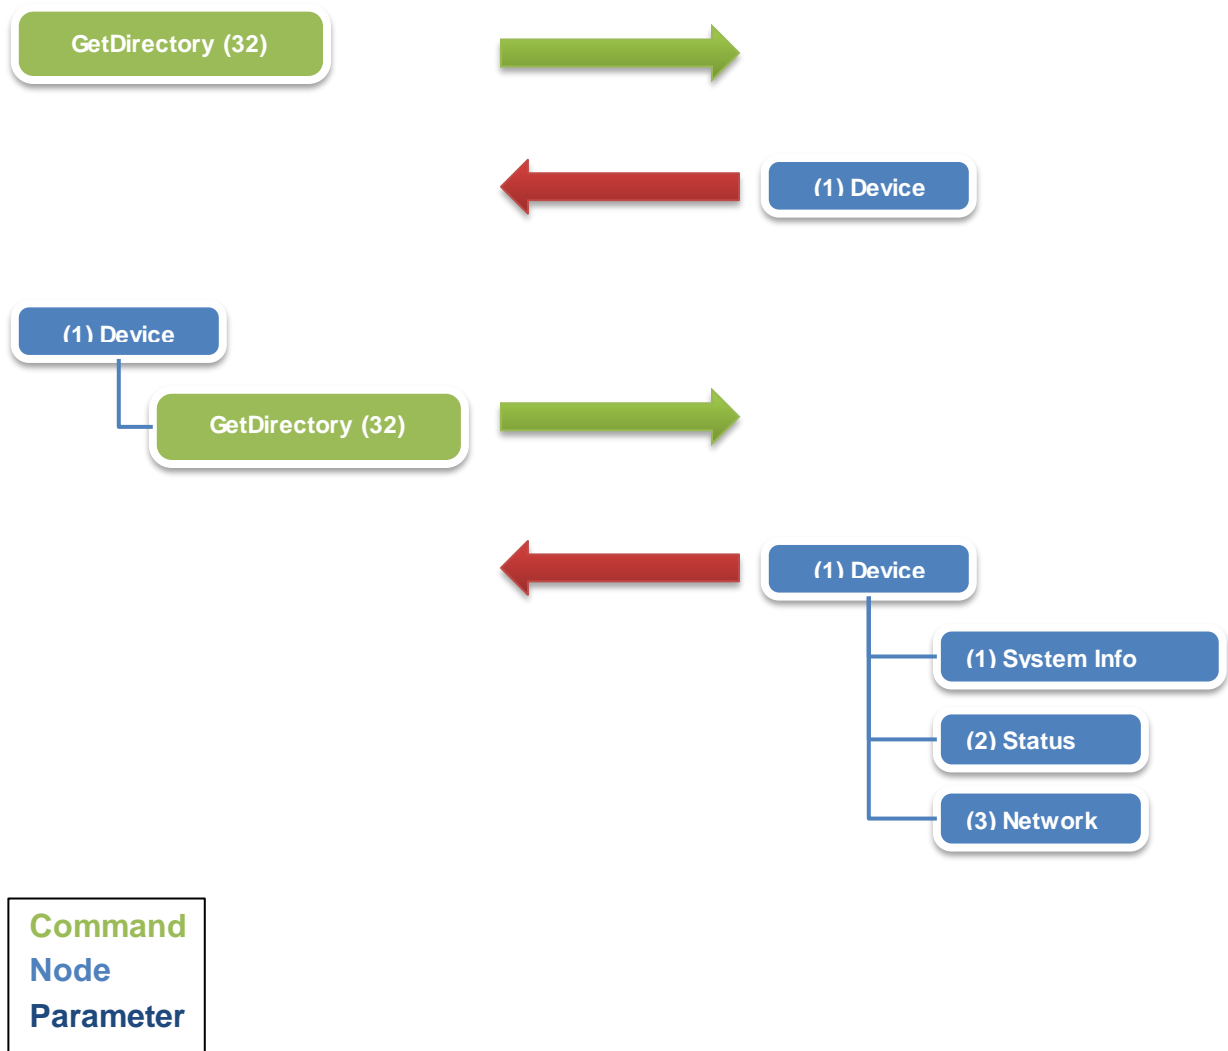 GetDirectory (32)
(1) Device
(1) Device
GetDirectory (32)
(1) Device
(1) System Info
(2) Status
(3) Network
Command
Node
Parameter